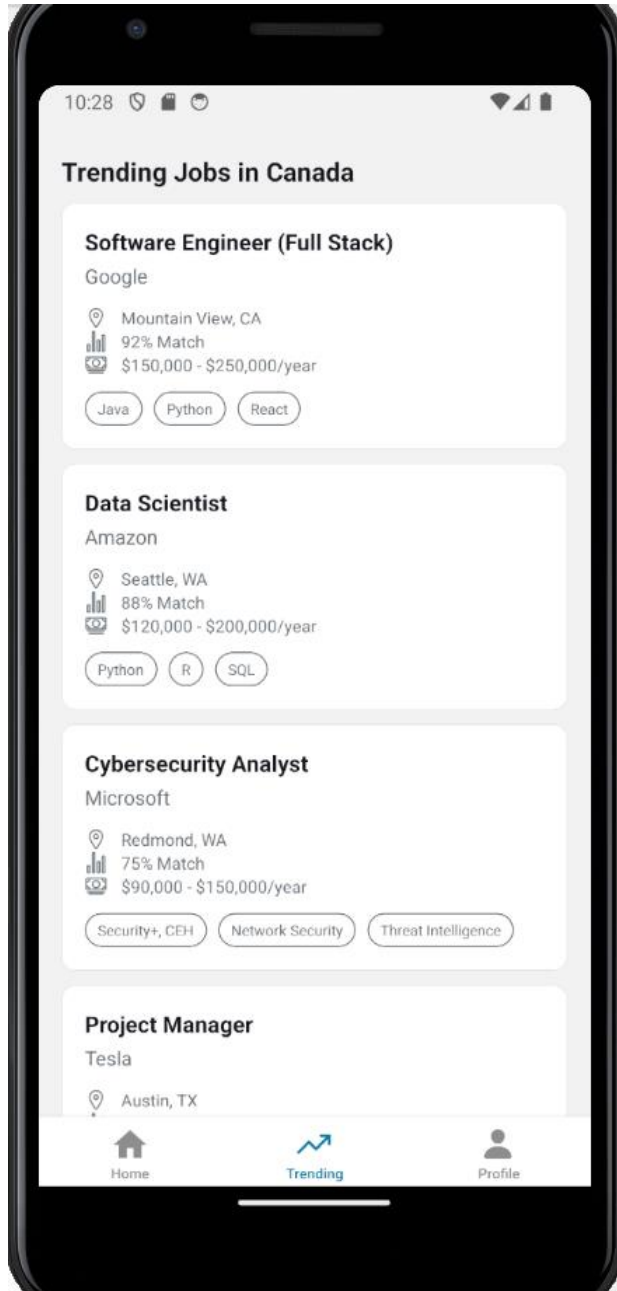 10:28
Trending Jobs in Canada
Software Engineer (Full Stack)
Google
Mountain View, CA
92% Match
$150,000 - $250,000/year
Java Python React
Data Scientist
Amazon
Seattle, WA
88% Match
$120,000 - $200,000/year
Python R SQL
Cybersecurity Analyst
Microsoft
Redmond, WA
75% Match
$90,000 - $150,000/year
Security+, CEH Network Security Threat Intelligence
Project Manager
Tesla
Austin, TX
Home Trending Profile